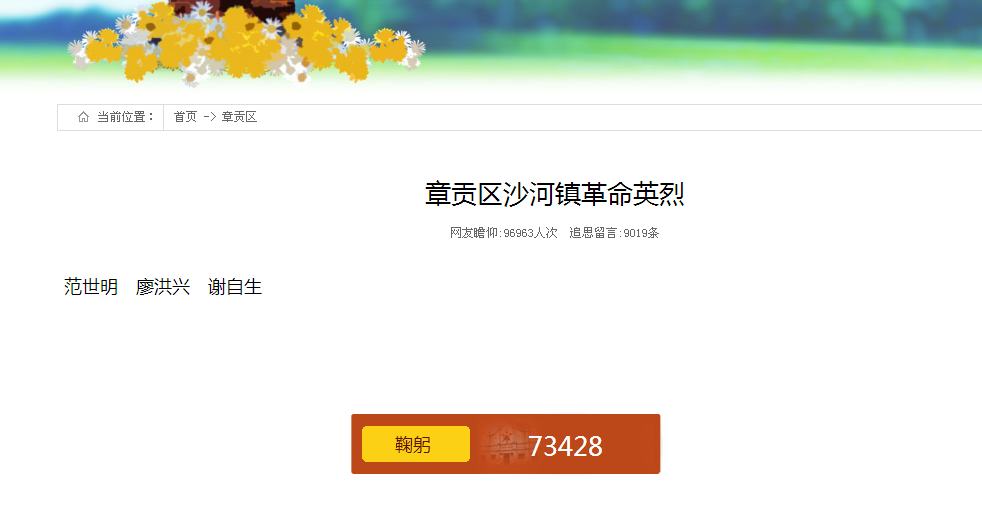 当前位置： 首页 -> 章贡区
章贡区沙河镇革命英烈
网友瞻仰:96963人次 追思留言:9019条
范世明 廖洪兴 谢自生
鞠躬 73428